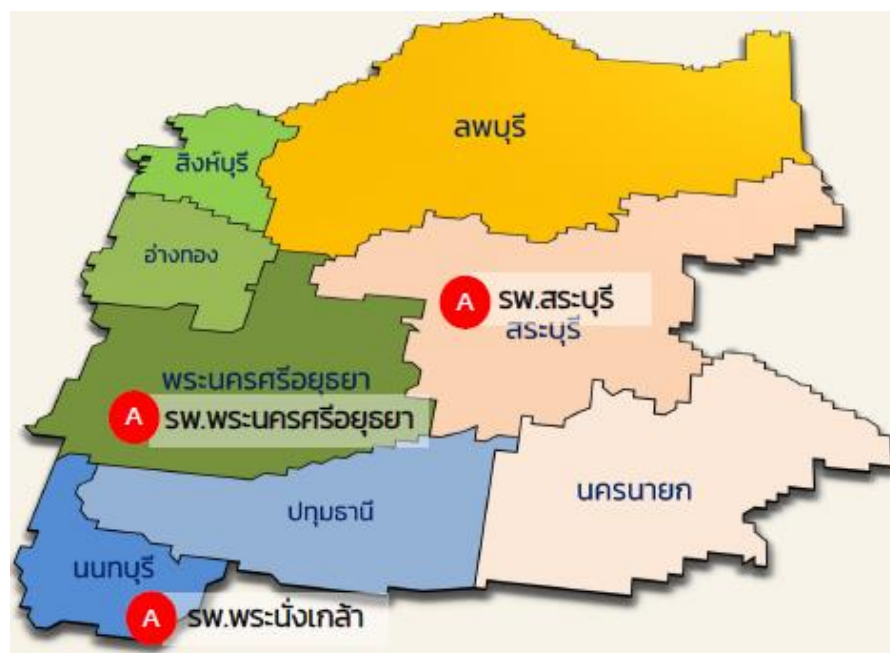 ลพบุรี
สิงห์บุรี
อ่างทอง
A รพ.สระบุรี
สระบุรี
พระนครศรีอยุธยา
A รพ.พระนครศรีอยุธยา
นครนายก
ปทุมธานี
นนทบุรี
A รพ.พระนั่งเกล้า